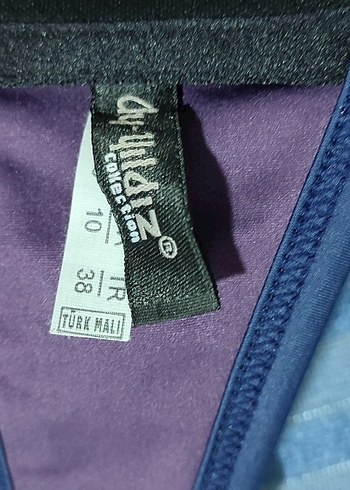 ay-yıldız®
collection
10
TR
38
TÜRK MALI